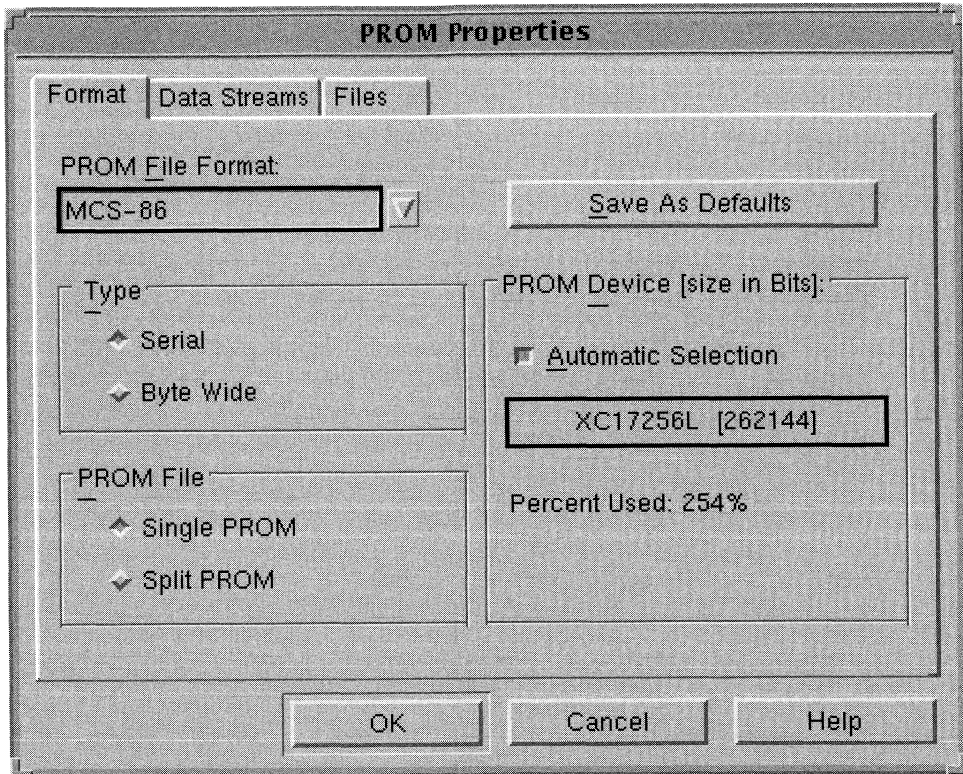 PROM Properties
Format
Data Streams
Files
PROM File Format:
MCS-86
Save As Defaults
Type
Serial
Byte Wide
PROM Device [size in Bits]:
Automatic Selection
XC17256L [262144]
Percent Used: 254%
PROM File
Single PROM
Split PROM
OK
Cancel
Help